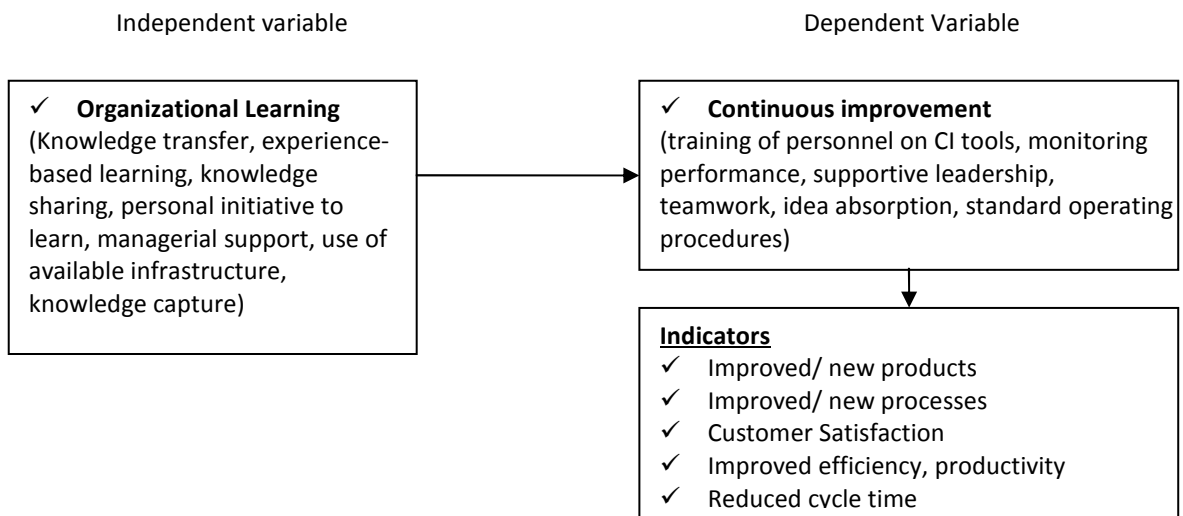 Independent variable
Dependent Variable
✓ Organizational Learning
(Knowledge transfer, experience-
based learning, knowledge
sharing, personal initiative to
learn, managerial support, use of
available infrastructure,
knowledge capture)
✓ Continuous improvement
(training of personnel on CI tools, monitoring
performance, supportive leadership,
teamwork, idea absorption, standard operating
procedures)
Indicators
✓ Improved/ new products
✓ Improved/ new processes
✓ Customer Satisfaction
✓ Improved efficiency, productivity
✓ Reduced cycle time